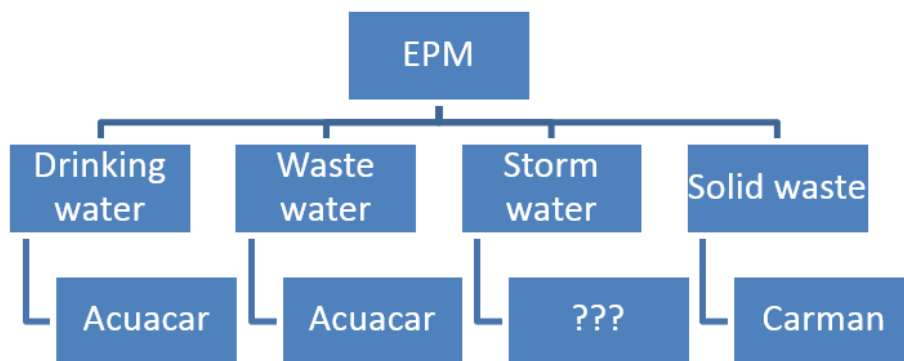 EPM
Drinking
water
Waste
water
Storm
water
Solid waste
Acuacar
Acuacar
???
Carman